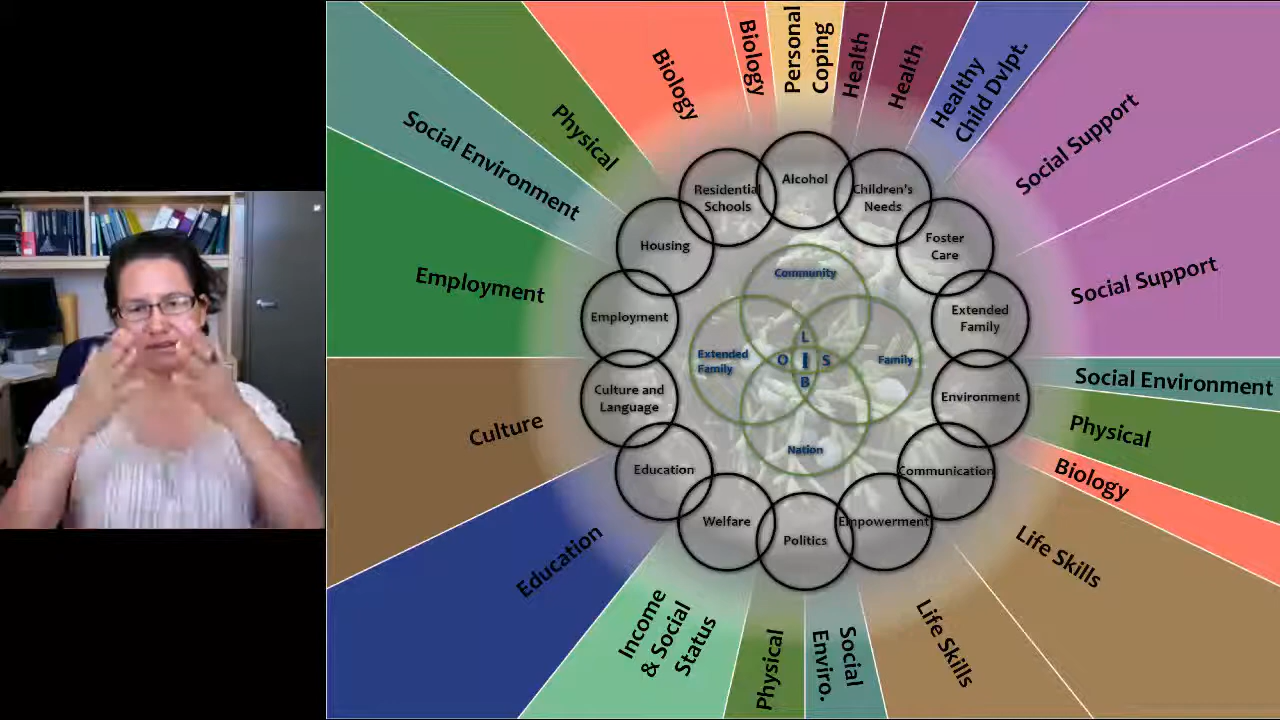 Biology
Biology
Personal
Coping
Health
Health
Healthy
Child Dvlpt.
Social Support
Social Support
Social Environment
Physical
Biology
Life Skills
Life Skills
Social
Enviro.
Physical
Income
& Social
Status
Education
Culture
Employment
Social Environment
Physical
Alcohol
Children's
Needs
Foster
Care
Extended
Family
Environment
Communication
Empowerment
Politics
Welfare
Education
Culture and
Language
Employment
Housing
Residential
Schools
Community
Extended
Family
Family
Nation
L
O I S
B